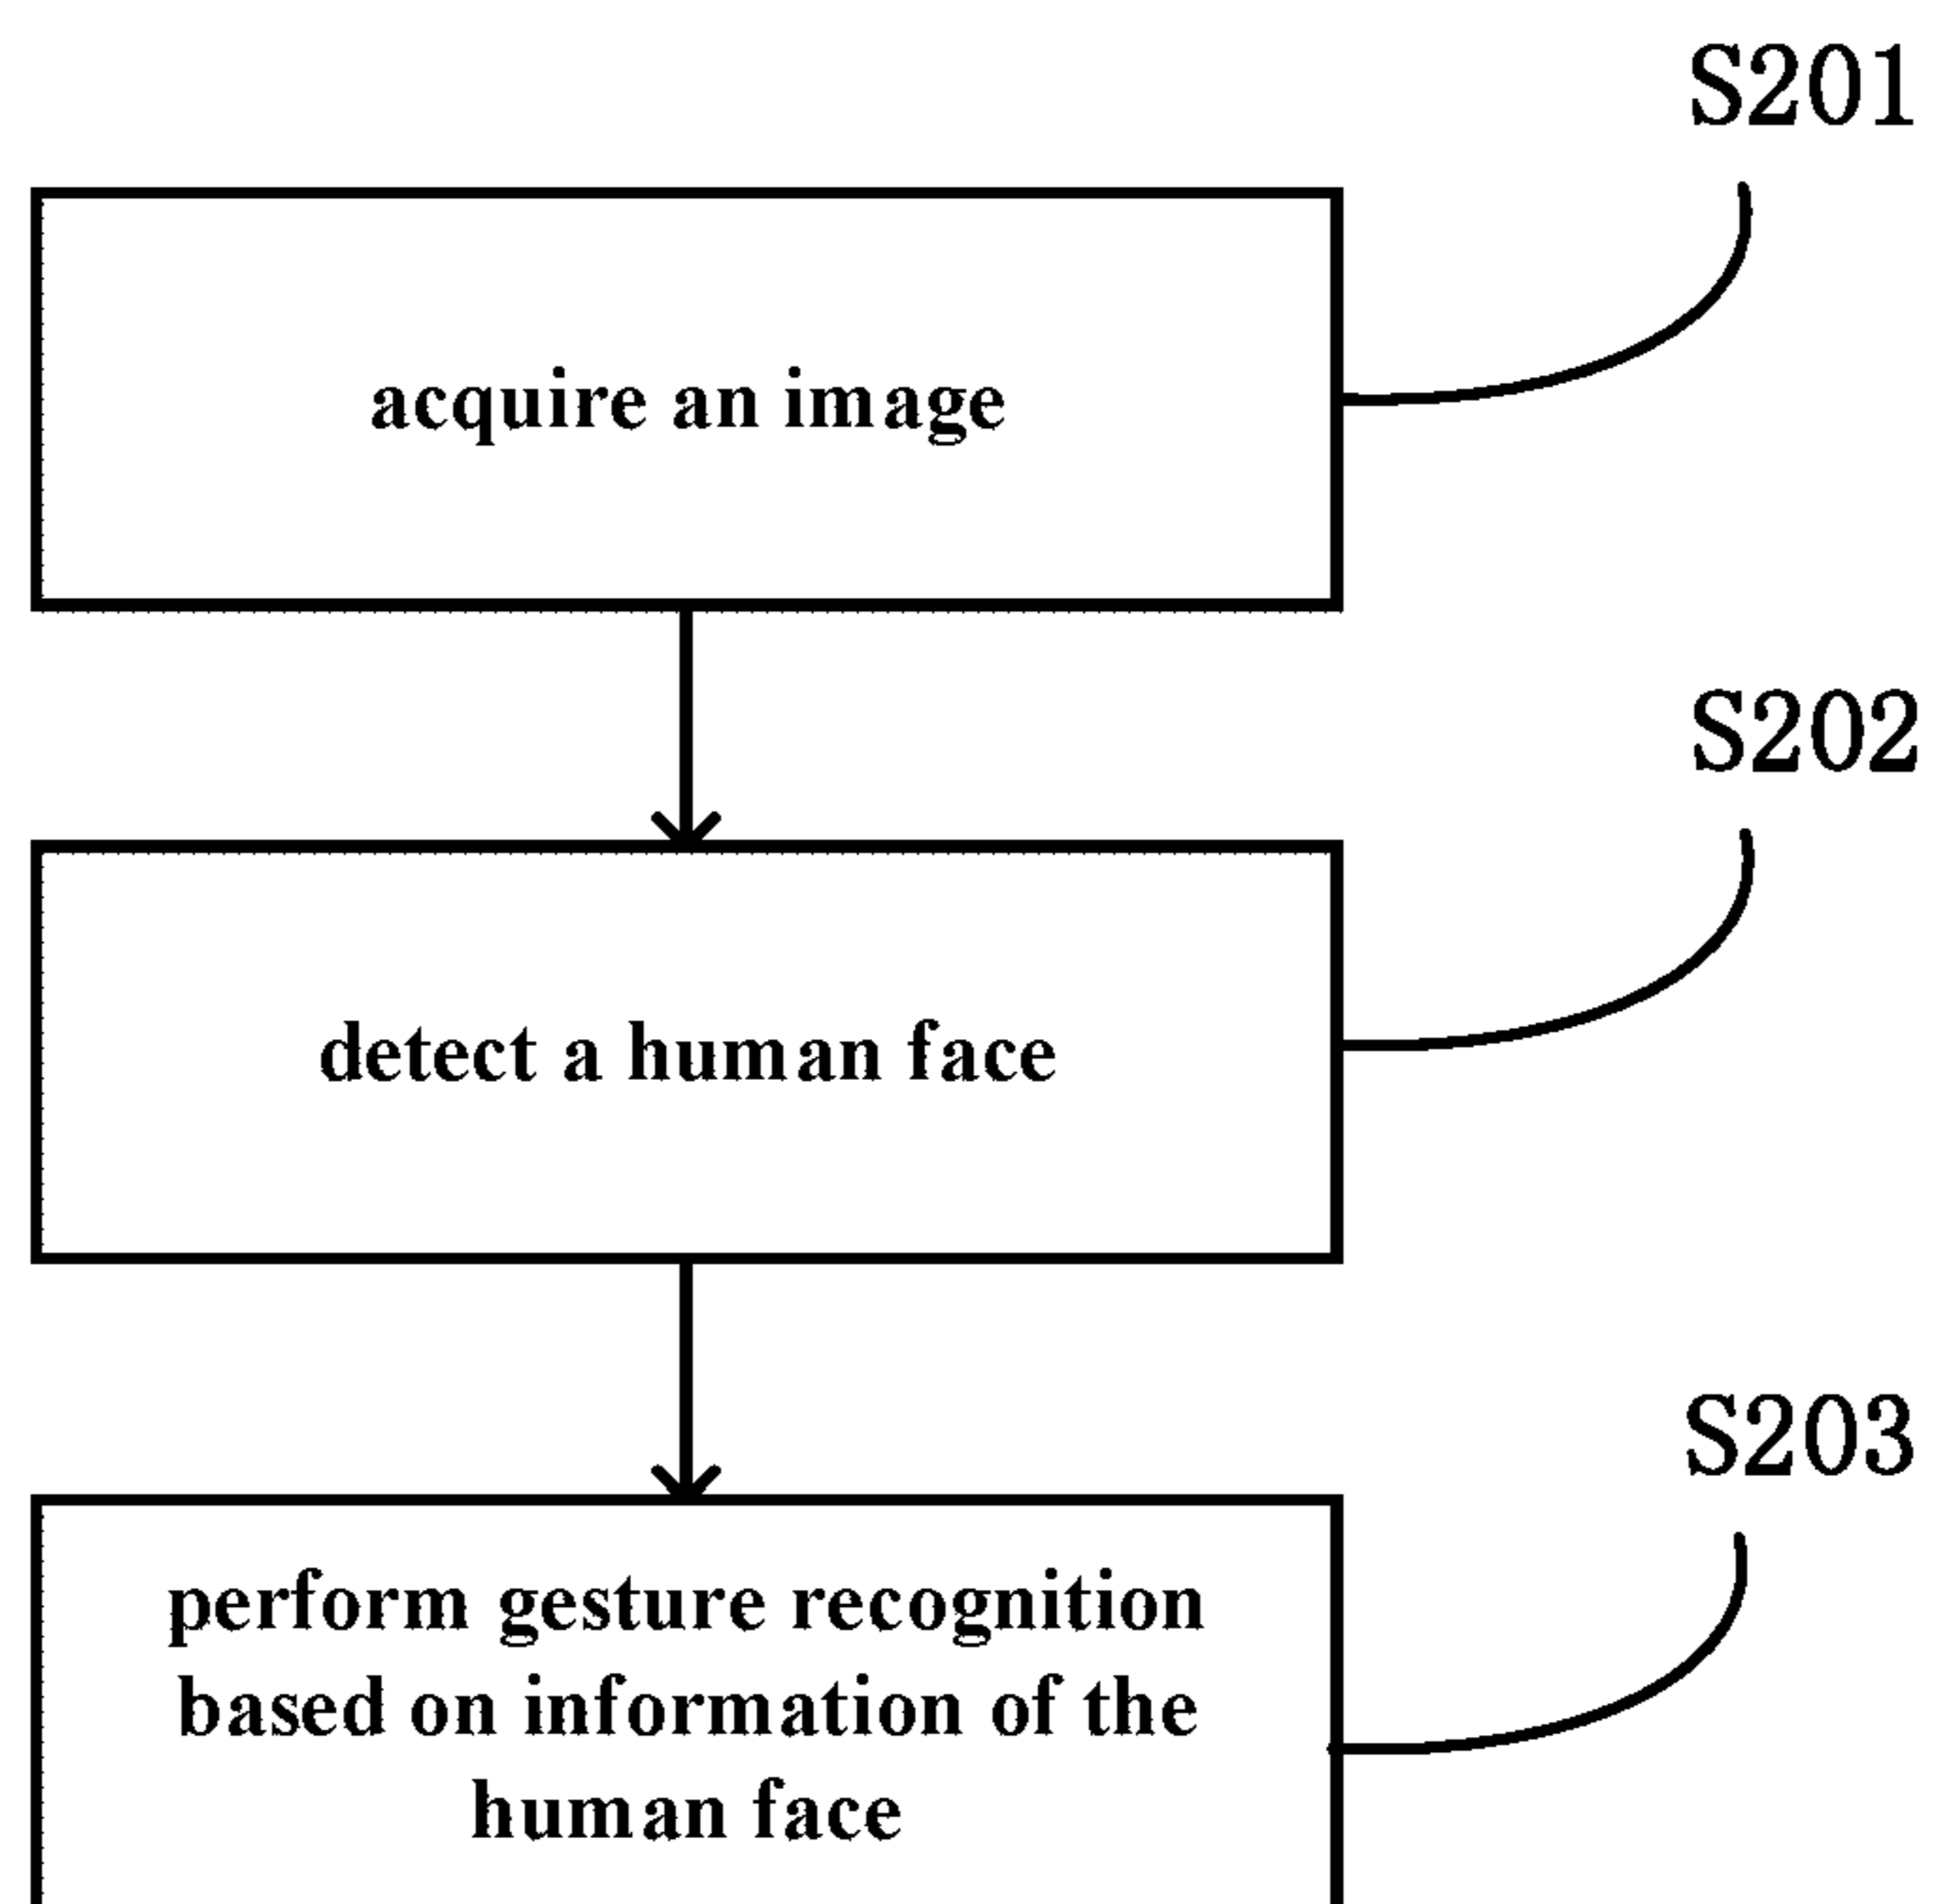 S201
acquire an image
S202
detect a human face
S203
perform gesture recognition
based on information of the
human face